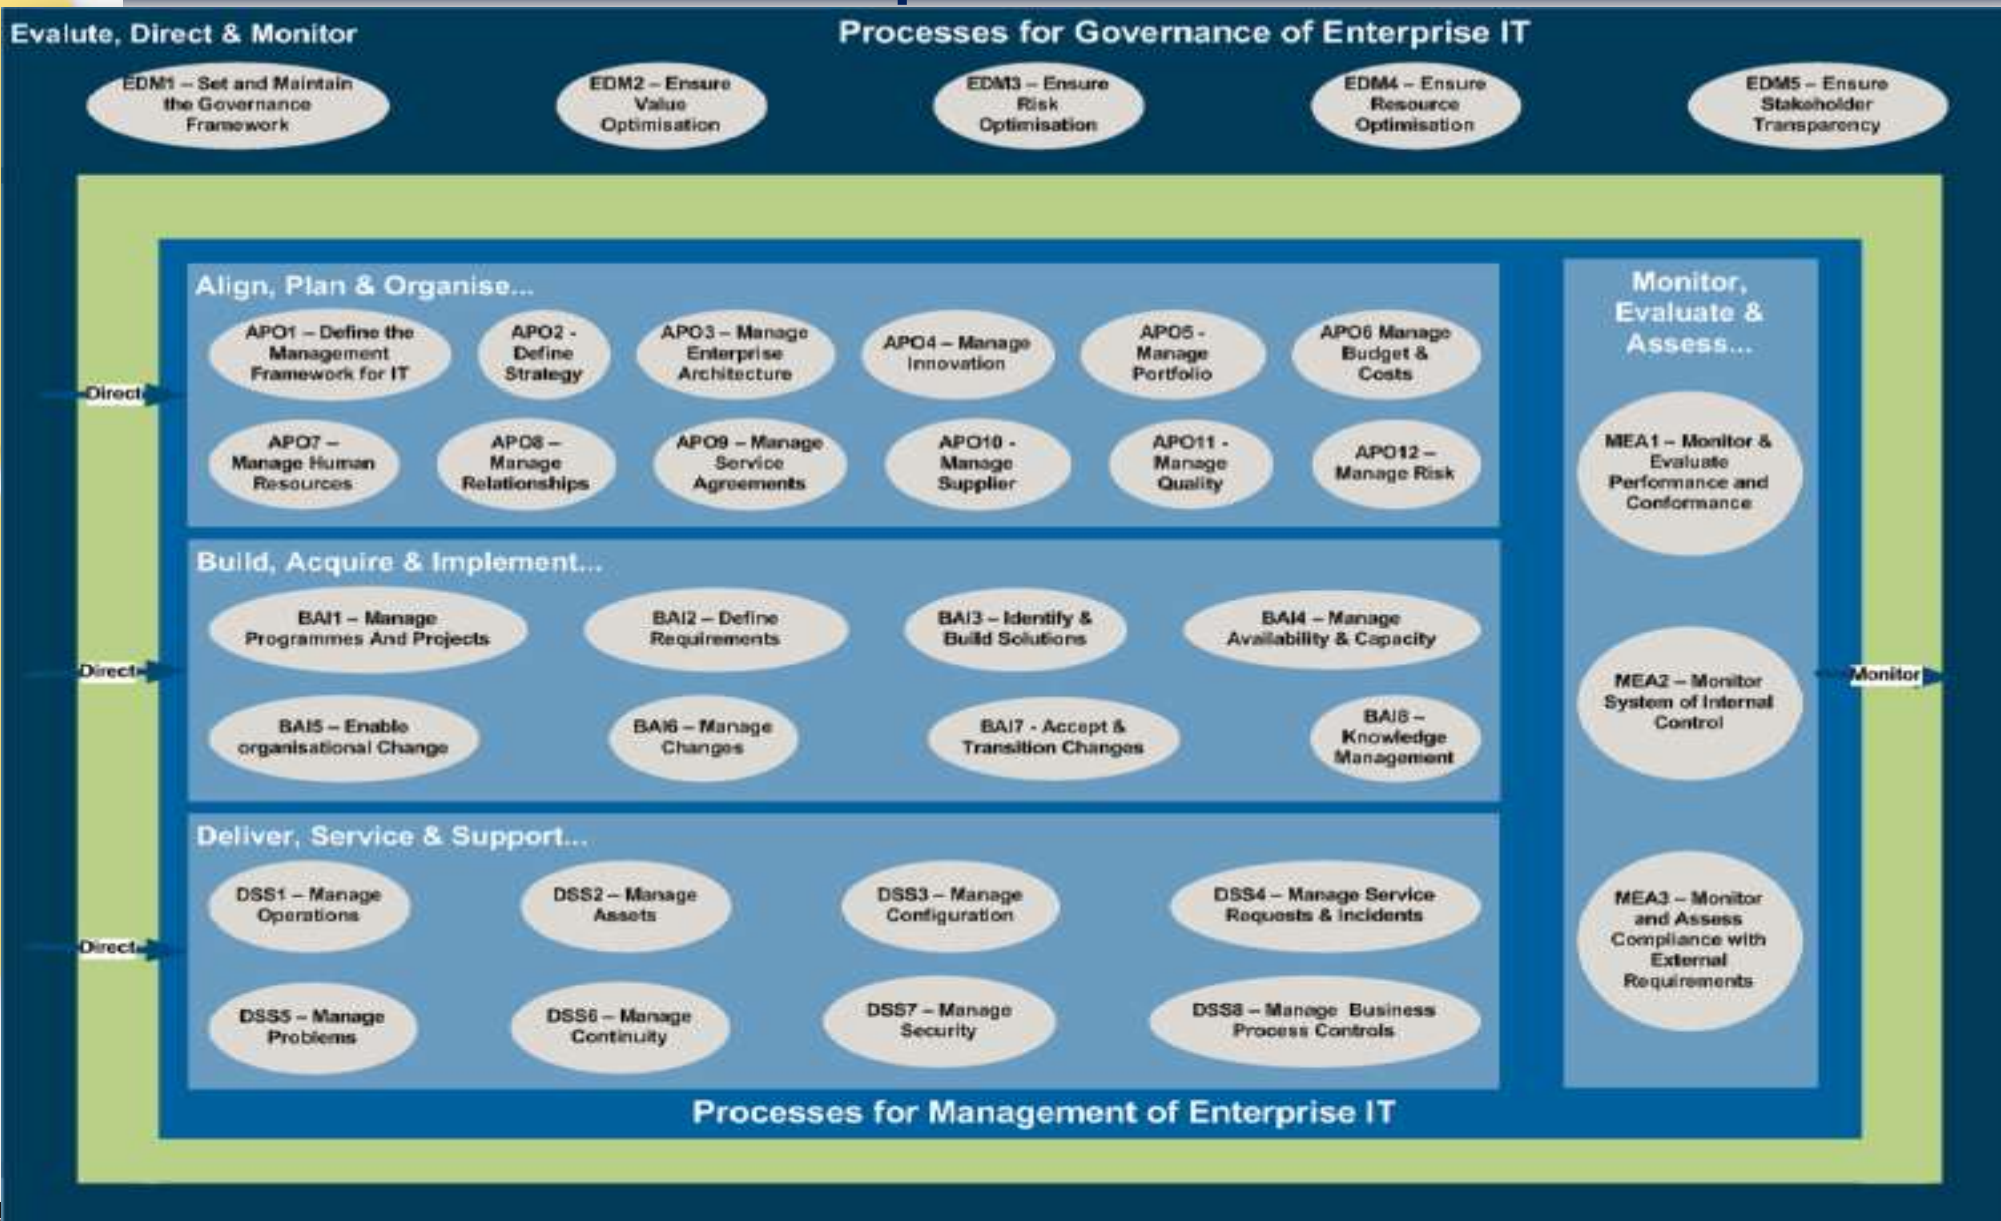 Evalute, Direct & Monitor
Processes for Governance of Enterprise IT
EDM1 – Set and Maintain
the Governance
Framework
EDM2 – Ensure
Value
Optimisation
EDM3 – Ensure
Risk
Optimisation
EDM4 – Ensure
Resource
Optimisation
EDM5 – Ensure
Stakeholder
Transparency
Align, Plan & Organise...
APO1 – Define the
Management
Framework for IT
APO2 -
Define
Strategy
APO3 – Manage
Enterprise
Architecture
APO4 – Manage
Innovation
APO5 -
Manage
Portfolio
APO6 Manage
Budget &
Costs
Direct
APO7 –
Manage Human
Resources
APO8 –
Manage
Relationships
APO9 – Manage
Service
Agreements
APO10 -
Manage
Supplier
APO11 -
Manage
Quality
APO12 –
Manage Risk
Build, Acquire & Implement...
BAI1 – Manage
Programmes And Projects
BAI2 – Define
Requirements
BAI3 – Identify &
Build Solutions
BAI4 – Manage
Availability & Capacity
Direct
BAI5 – Enable
organisational Change
BAI6 – Manage
Changes
BAI7 - Accept &
Transition Changes
BAI8 –
Knowledge
Management
Deliver, Service & Support...
DSS1 – Manage
Operations
DSS2 – Manage
Assets
DSS3 – Manage
Configuration
DSS4 – Manage Service
Requests & Incidents
Direct
DSS5 – Manage
Problems
DSS6 – Manage
Continuity
DSS7 – Manage
Security
DSS8 – Manage Business
Process Controls
Monitor,
Evaluate &
Assess...
MEA1 – Monitor &
Evaluate
Performance and
Conformance
MEA2 – Monitor
System of Internal
Control
Monitor
MEA3 – Monitor
and Assess
Compliance with
External
Requirements
Processes for Management of Enterprise IT